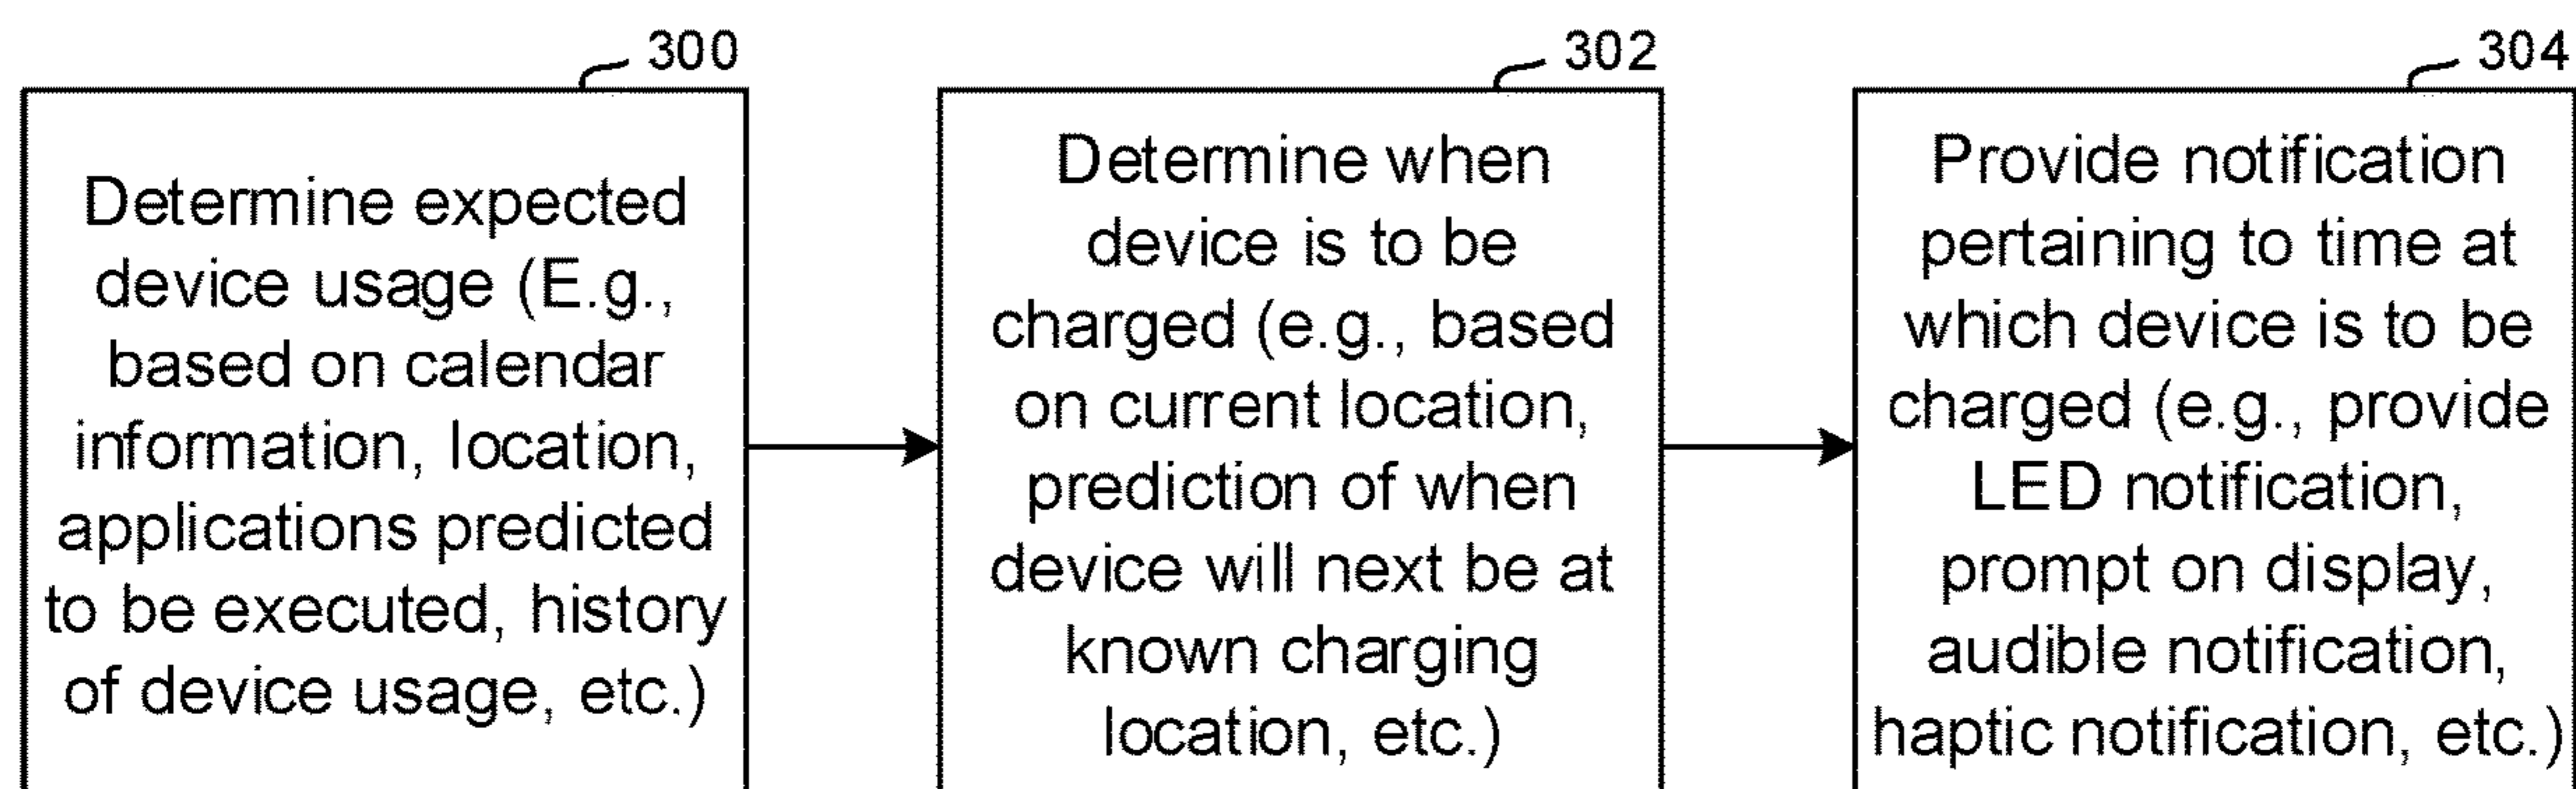 300
Determine expected
device usage (E.g.,
based on calendar
information, location,
applications predicted
to be executed, history
of device usage, etc.)
302
Determine when
device is to be
charged (e.g., based
on current location,
prediction of when
device will next be at
known charging
location, etc.)
304
Provide notification
pertaining to time at
which device is to be
charged (e.g., provide
LED notification,
prompt on display,
audible notification,
haptic notification, etc.)